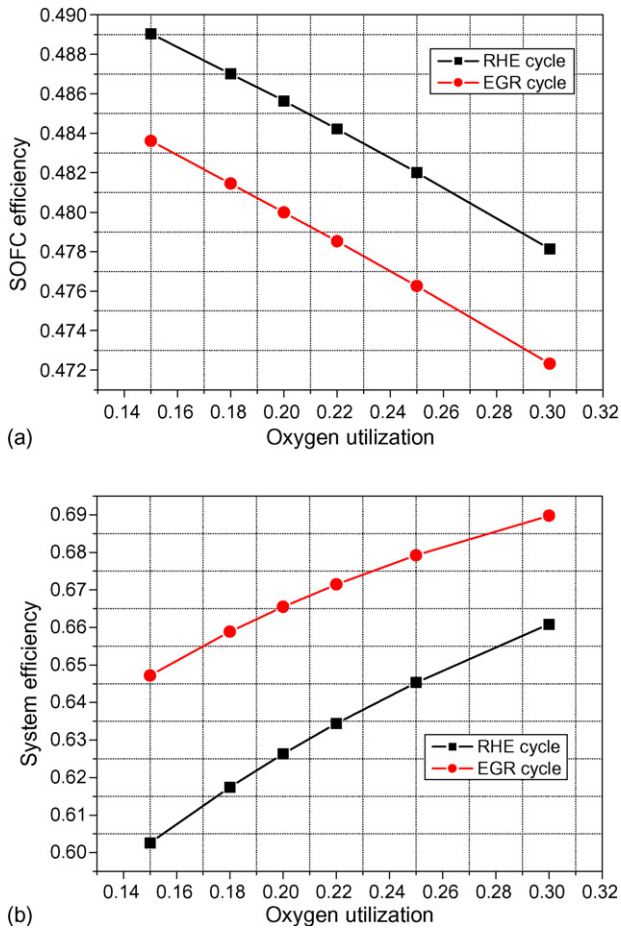 0.490
0.488
0.486
0.484
0.482
0.480
0.478
0.476
0.474
0.472
SOFC efficiency
RHE cycle
EGR cycle
0.14 0.16 0.18 0.20 0.22 0.24 0.26 0.28 0.30 0.32
(a)
Oxygen utilization
0.69
0.68
0.67
0.66
0.65
0.64
0.63
0.62
0.61
0.60
System efficiency
RHE cycle
EGR cycle
0.14 0.16 0.18 0.20 0.22 0.24 0.26 0.28 0.30 0.32
(b)
Oxygen utilization